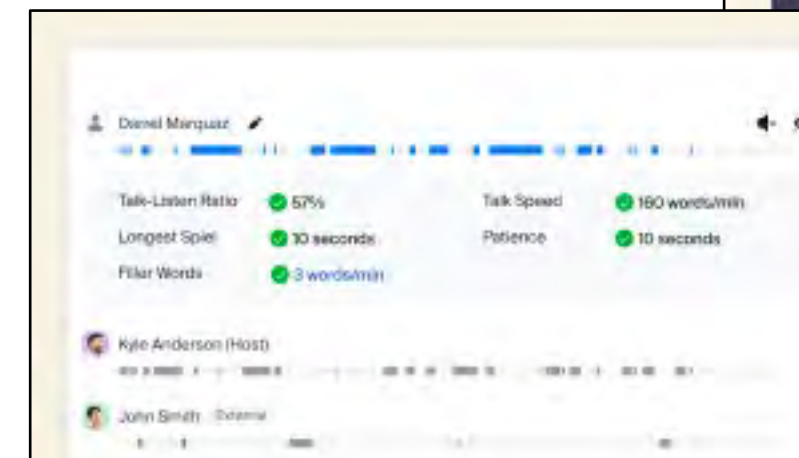 Daniel Marquaz
Talk-Listen Ratio 57% Talk Speed 160 words/min
Longest Spiel 10 seconds Patience 10 seconds
Filler Words 3 words/min
Kyle Anderson (Host)
John Smith External